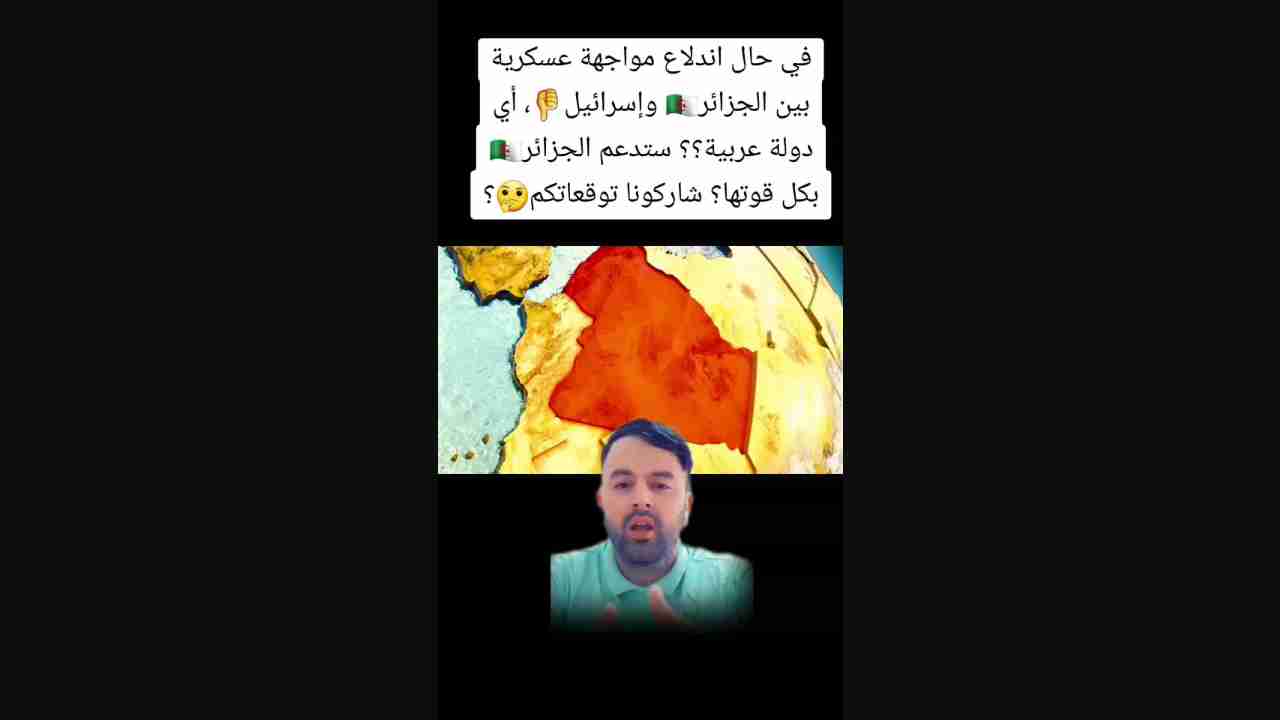 في حال اندلاع مواجهة عسكرية
بين الجزائر🇩🇿 وإسرائيل👎، أي
دولة عربية؟؟ ستدعم الجزائر🇩🇿
بكل قوتها؟ شاركونا توقعاتكم🤔؟